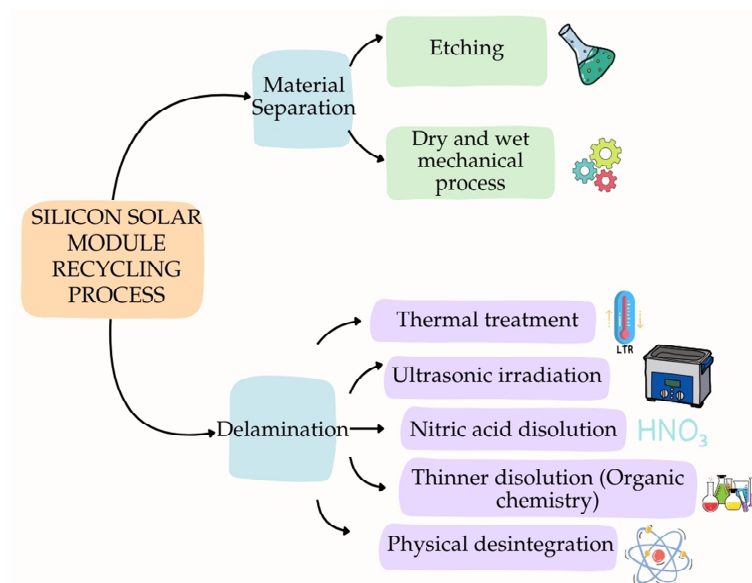 Etching
Material
Separation
Dry and wet
mechanical
process
SILICON SOLAR
MODULE
RECYCLING
PROCESS
Thermal treatment
LTR
Ultrasonic irradiation
Delamination
Nitric acid disolution
HNO₃
Thinner disolution (Organic
chemistry)
Physical desintegration